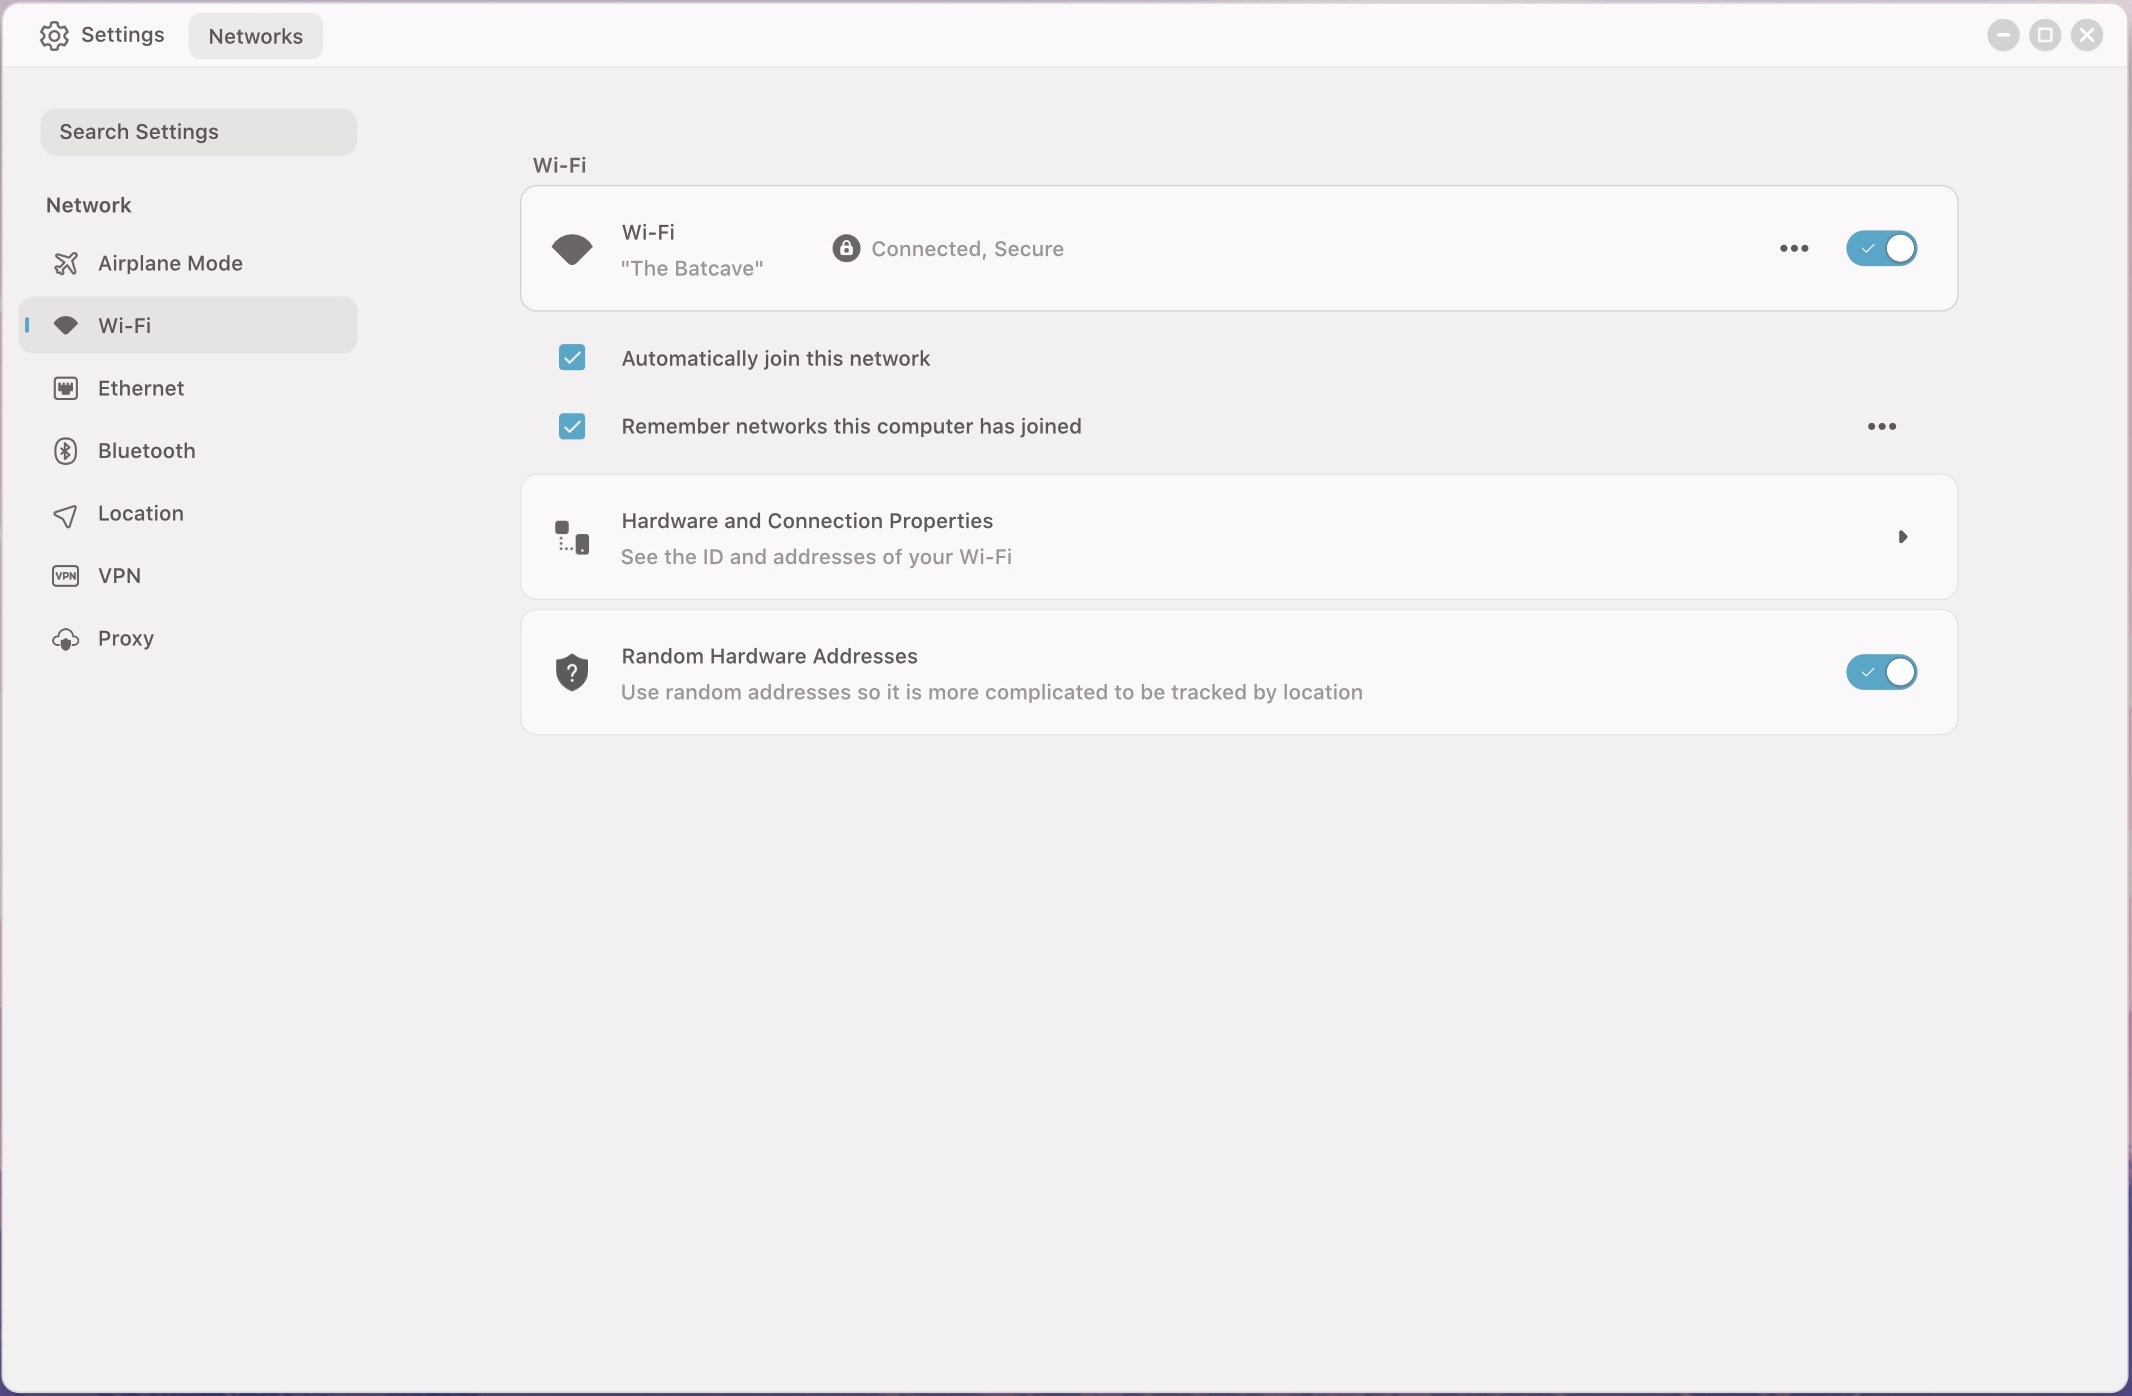 Settings
Networks
Search Settings
Network
Airplane Mode
Wi-Fi
Ethernet
Bluetooth
Location
VPN
VPN
Proxy
Wi-Fi
Wi-Fi
"The Batcave"
Connected, Secure
Automatically join this network
Remember networks this computer has joined
Hardware and Connection Properties
See the ID and addresses of your Wi-Fi
Random Hardware Addresses
Use random addresses so it is more complicated to be tracked by location